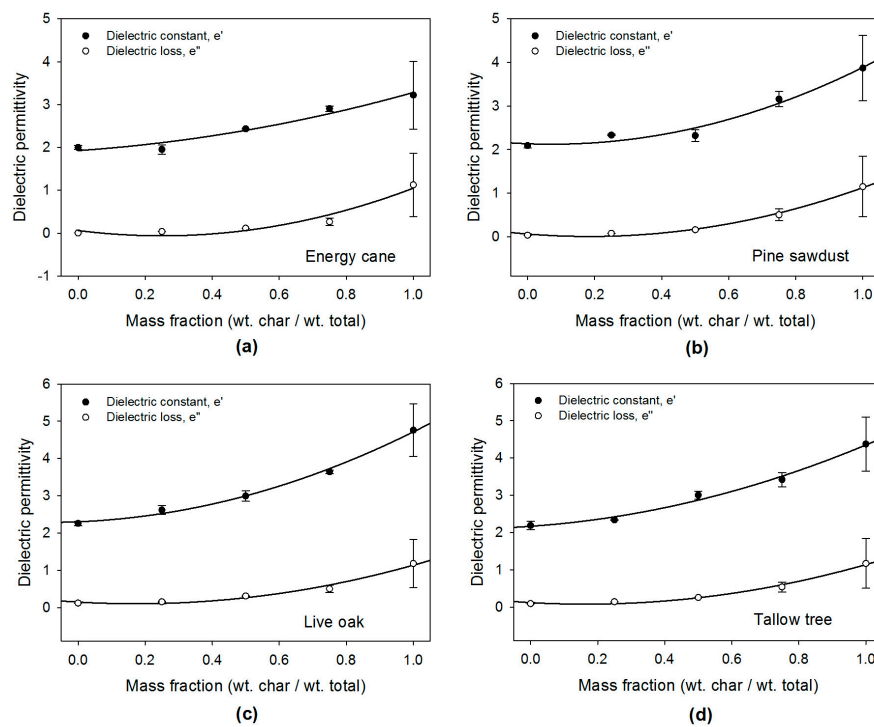 5
4
3
2
1
0
-1
Dielectric permittivity
Dielectric constant, e'
Dielectric loss, e"
Energy cane
0.0 0.2 0.4 0.6 0.8 1.0
Mass fraction (wt. char / wt. total)
(a)
5
4
3
2
1
0
Dielectric permittivity
Dielectric constant, e'
Dielectric loss, e"
Pine sawdust
0.0 0.2 0.4 0.6 0.8 1.0
Mass fraction (wt. char / wt. total)
(b)
6
5
4
3
2
1
0
Dielectric permittivity
Dielectric constant, e'
Dielectric loss, e"
Live oak
0.0 0.2 0.4 0.6 0.8 1.0
Mass fraction (wt. char / wt. total)
(c)
6
5
4
3
2
1
0
Dielectric permittivity
Dielectric constant, e'
Dielectric loss, e"
Tallow tree
0.0 0.2 0.4 0.6 0.8 1.0
Mass fraction (wt. char / wt. total)
(d)